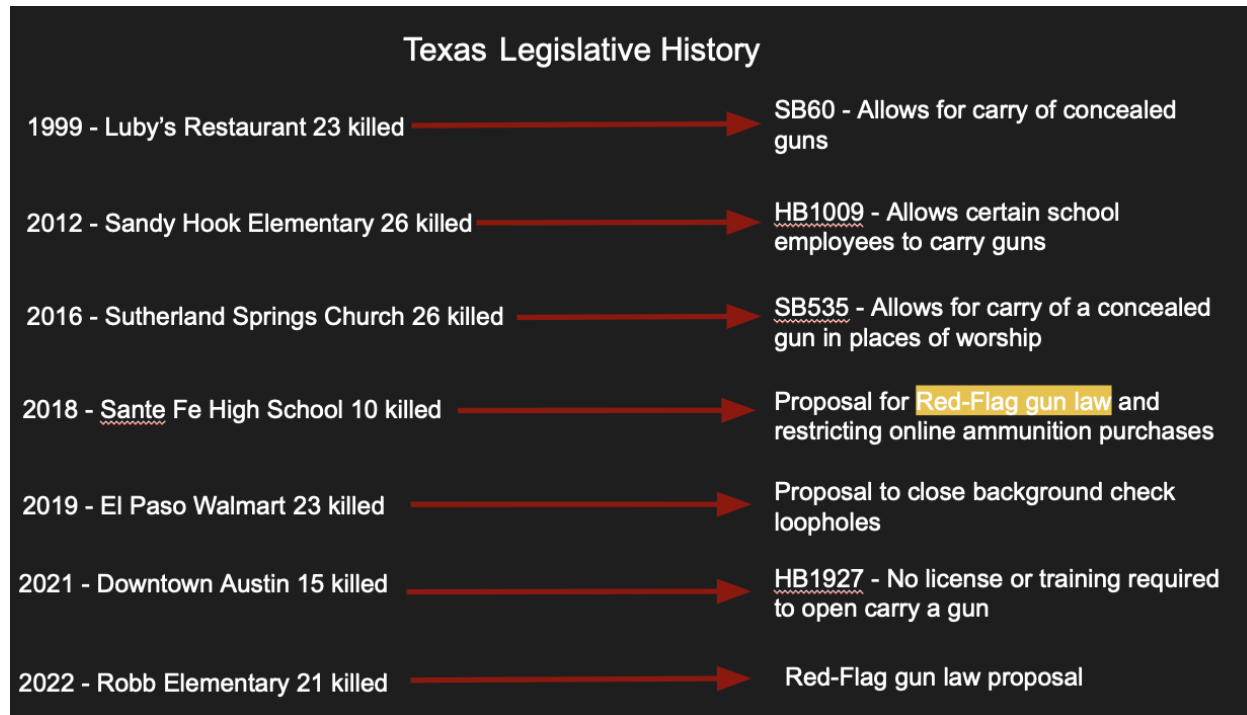 Texas Legislative History
1999 - Luby's Restaurant 23 killed
SB60 - Allows for carry of concealed
guns
2012 - Sandy Hook Elementary 26 killed
HB1009 - Allows certain school
employees to carry guns
2016 - Sutherland Springs Church 26 killed
SB535 - Allows for carry of a concealed
gun in places of worship
2018 - Sante Fe High School 10 killed
Proposal for Red-Flag gun law and
restricting online ammunition purchases
2019 - El Paso Walmart 23 killed
Proposal to close background check
loopholes
2021 - Downtown Austin 15 killed
HB1927 - No license or training required
to open carry a gun
2022 - Robb Elementary 21 killed
Red-Flag gun law proposal